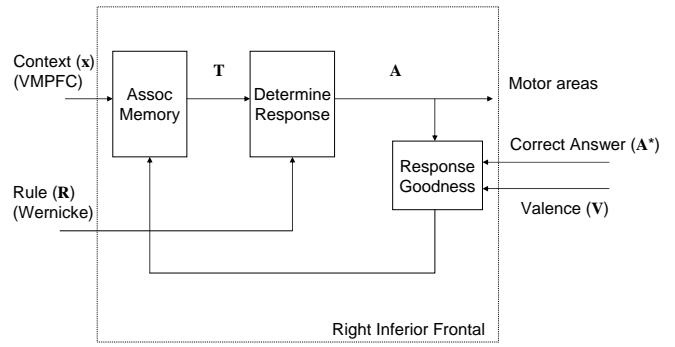 Context (x)
(VMPFC)
T
A
Assoc
Memory
Determine
Response
Motor areas
Correct Answer (A*)
Response
Goodness
Rule (R)
(Wernicke)
Valence (V)
Right Inferior Frontal